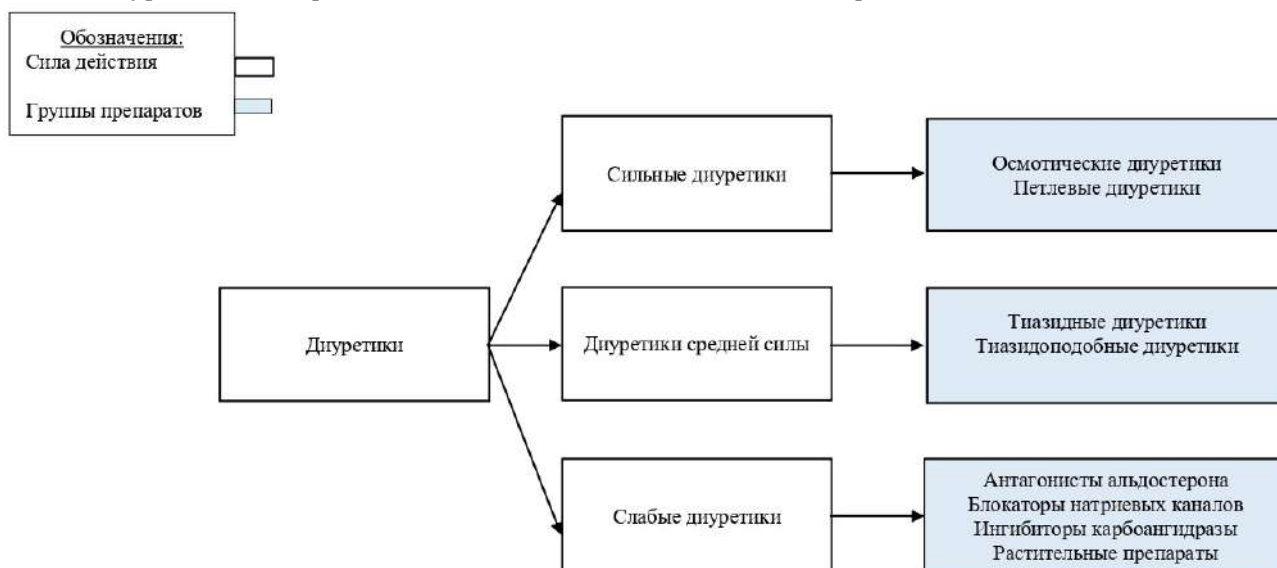 Обозначения:
Сила действия
Группы препаратов
Диуретики
Сильные диуретики
Осмотические диуретики
Петлевые диуретики
Диуретики средней силы
Тиазидные диуретики
Тиазидоподобные диуретики
Слабые диуретики
Антагонисты альдостерона
Блокаторы натриевых каналов
Ингибиторы карбоангидразы
Растительные препараты